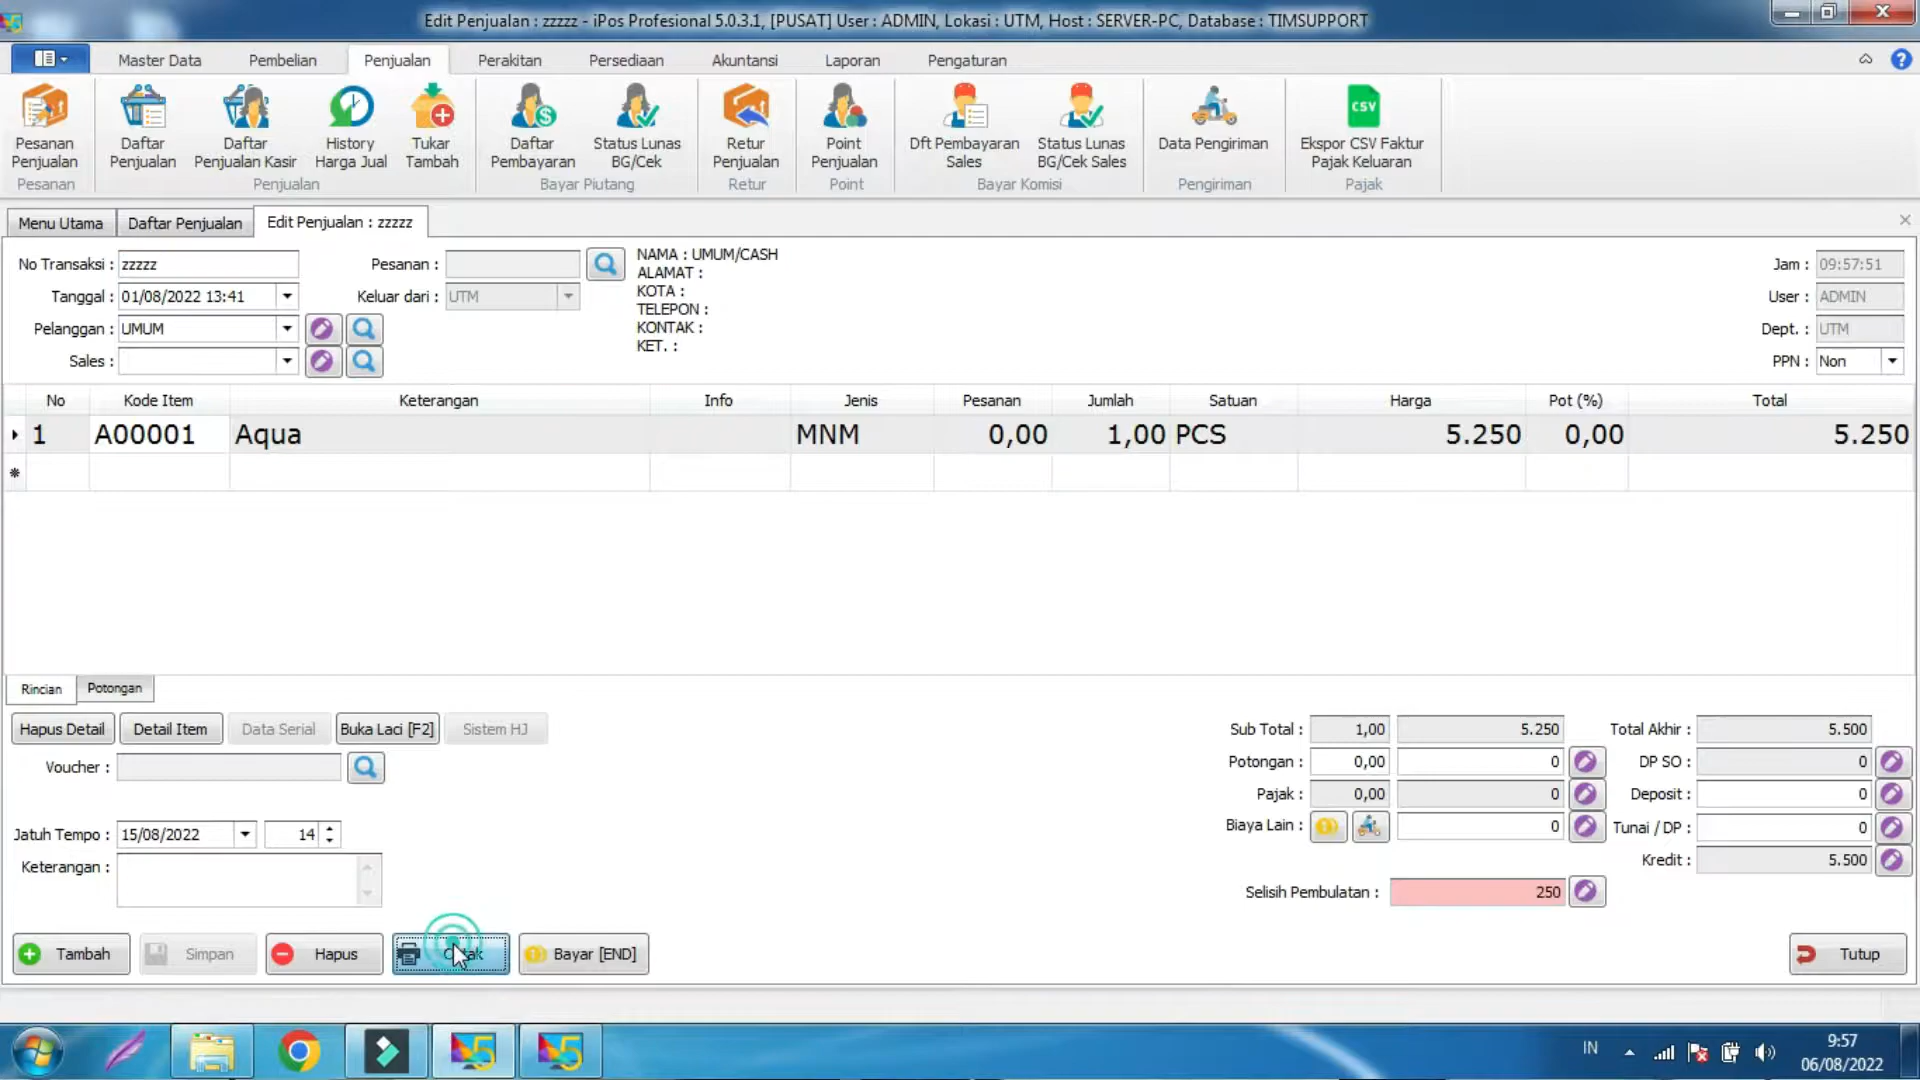 Edit Penjualan : zzzzz - iPos Profesional 5.0.3.1, [PUSAT] User : ADMIN, Lokasi : UTM, Host : SERVER-PC, Database : TIMSUPPORT
Master Data Pembelian Penjualan Perakitan Persediaan Akuntansi Laporan Pengaturan
Pesanan Penjualan
Daftar Penjualan
Daftar Penjualan Kasir
History Harga Jual
Tukar Tambah
Daftar Pembayaran
Status Lunas BG/Cek
Retur Penjualan
Point Penjualan
Dft Pembayaran Sales
Status Lunas BG/Cek Sales
Data Pengiriman
CSV
Ekspor CSV Faktur Pajak Keluaran
Pesanan Penjualan Bayar Piutang Retur Point Bayar Komisi Pengiriman Pajak
Menu Utama Daftar Penjualan Edit Penjualan : zzzzz
No Transaksi : zzzzz Pesanan :
Tanggal : 01/08/2022 13:41 Keluar dari : UTM
Pelanggan : UMUM
Sales :
NAMA : UMUM/CASH
ALAMAT :
KOTA :
TELEPON :
KONTAK :
KET. :
Jam : 09:57:51
User : ADMIN
Dept. : UTM
PPN : Non
No Kode Item Keterangan Info Jenis Pesanan Jumlah Satuan Harga Pot (%) Total
1 A00001 Aqua MNM 0,00 1,00 PCS 5.250 0,00 5.250
Rincian Potongan
Hapus Detail Detail Item Data Serial Buka Laci [F2] Sistem HJ
Voucher :
Jatuh Tempo : 15/08/2022 14
Keterangan :
Sub Total : 1,00 5.250 Total Akhir : 5.500
Potongan : 0,00 0 DP SO : 0
Pajak : 0,00 0 Deposit : 0
Biaya Lain : 0 Tunai / DP : 0
Kredit : 5.500
Selisih Pembulatan : 250
Tambah Simpan Hapus Bayar [END] Tutup
IN 9:57
06/08/2022